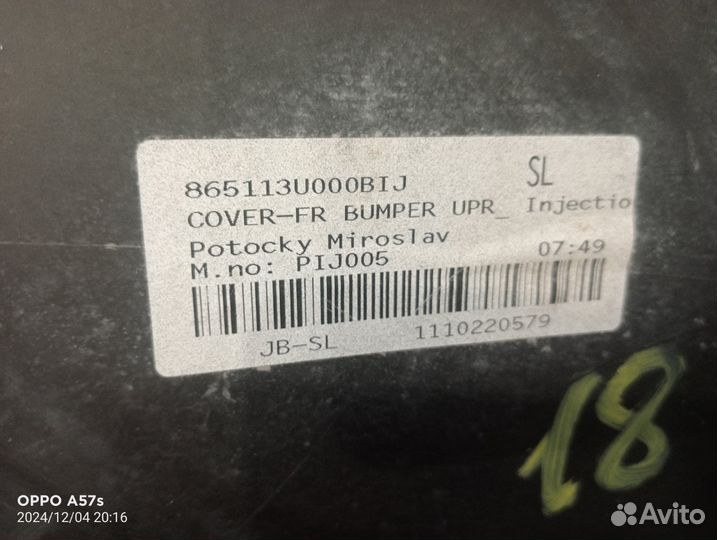 865113U000BIJ SL
COVER-FR BUMPER UPR_ Injectio
Potocky Miroslav 07:49
M.no: PIJ005
JB-SL 1110220579
18
OPPO A57s
2024/12/04 20:16
Avito